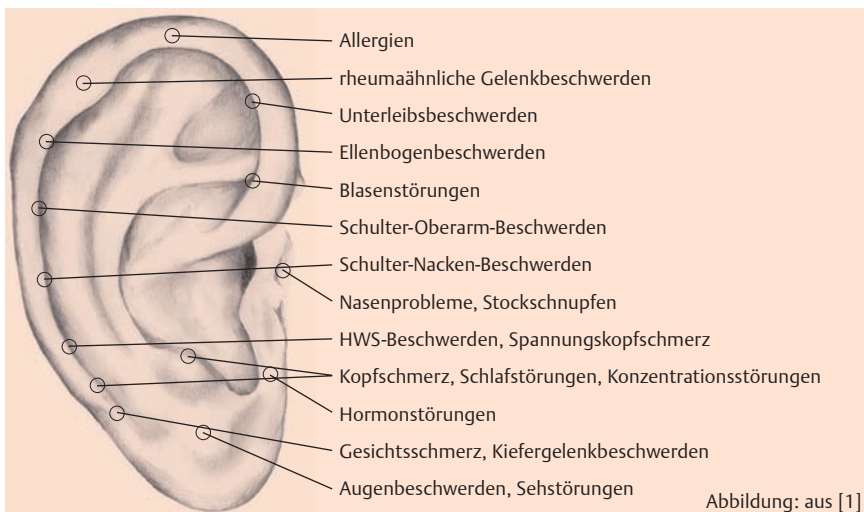 Allergien
rheumaähnliche Gelenkbeschwerden
Unterleibsbeschwerden
Ellenbogenbeschwerden
Blasenstörungen
Schulter-Oberarm-Beschwerden
Schulter-Nacken-Beschwerden
Nasenprobleme, Stockschnupfen
HWS-Beschwerden, Spannungskopfschmerz
Kopfschmerz, Schlafstörungen, Konzentrationsstörungen
Hormonstörungen
Gesichtsschmerz, Kiefergelenkbeschwerden
Augenbeschwerden, Sehstörungen
Abbildung: aus [1]